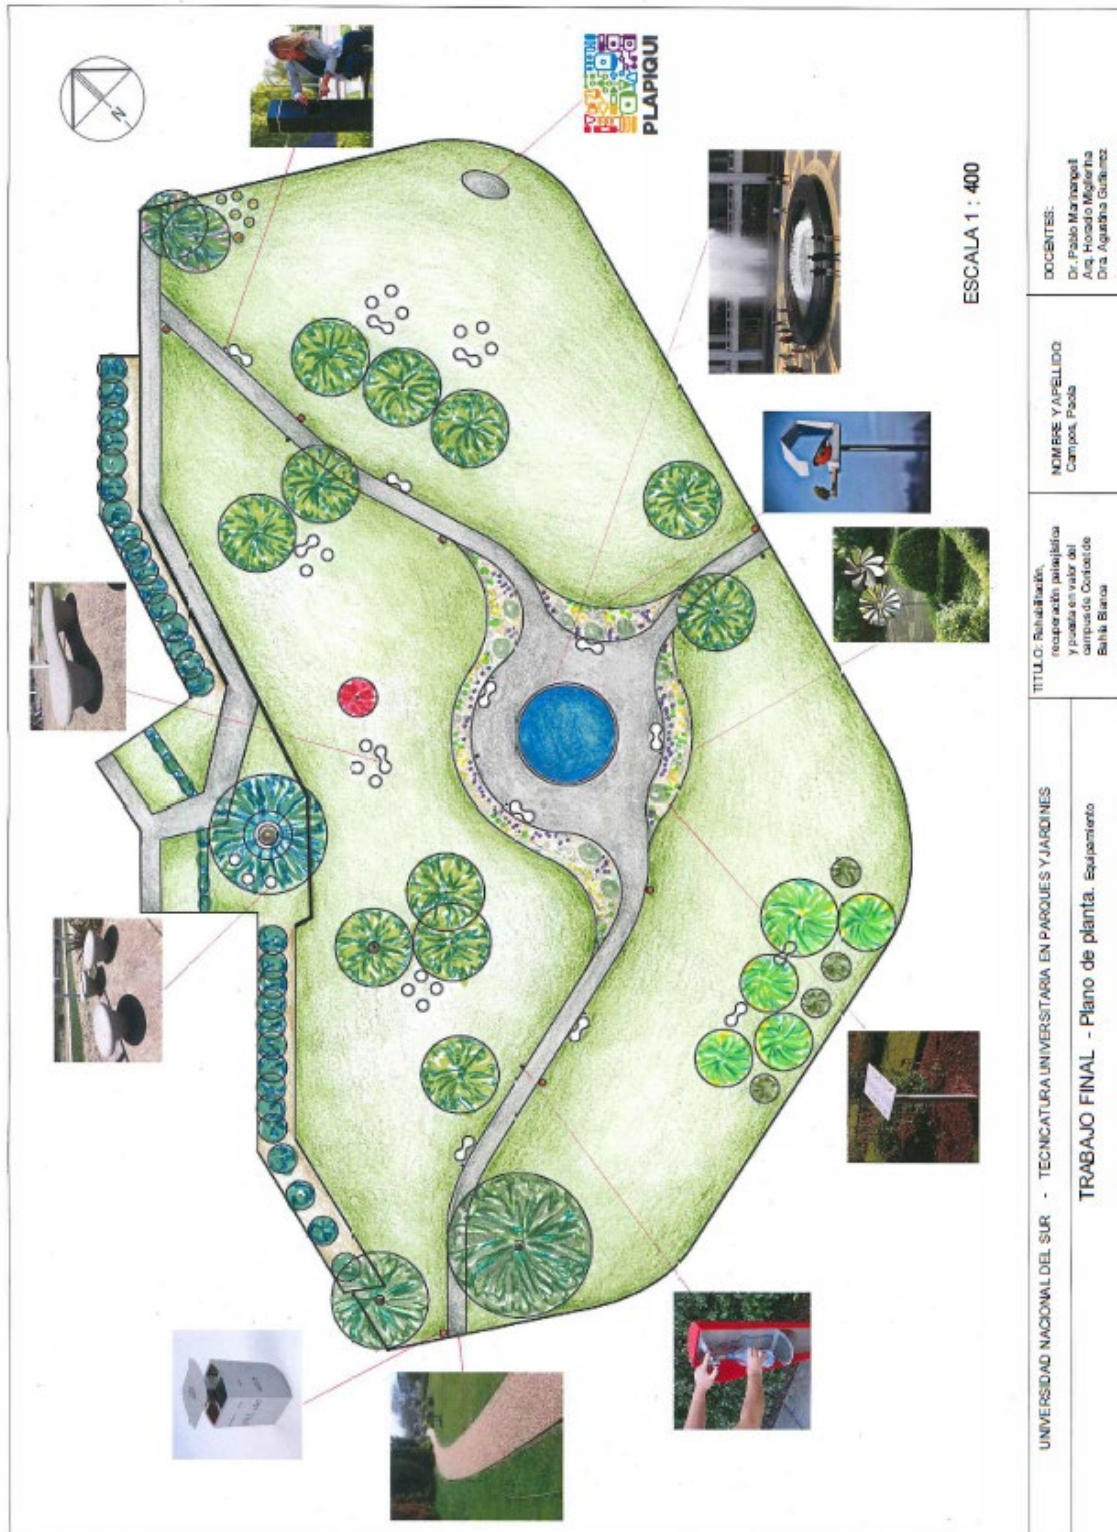 PLAPIQUI
N
ESCALA 1 : 400
UNIVERSIDAD NACIONAL DEL SUR - TECNICATURA UNIVERSITARIA EN PARQUES Y JARDINES
TRABAJO FINAL - Plano de planta. Equipamiento
TITULO: Rehabilitación,
recuperación paisajística
y puesta en valor del
campus de Conicet de
Bahía Blanca
NOMBRE Y APELLIDO:
Campos, Paola
DOCENTES:
Dr. Pablo Marinangeli
Arq. Horacio Miglierina
Dra. Agustina Gutierrez